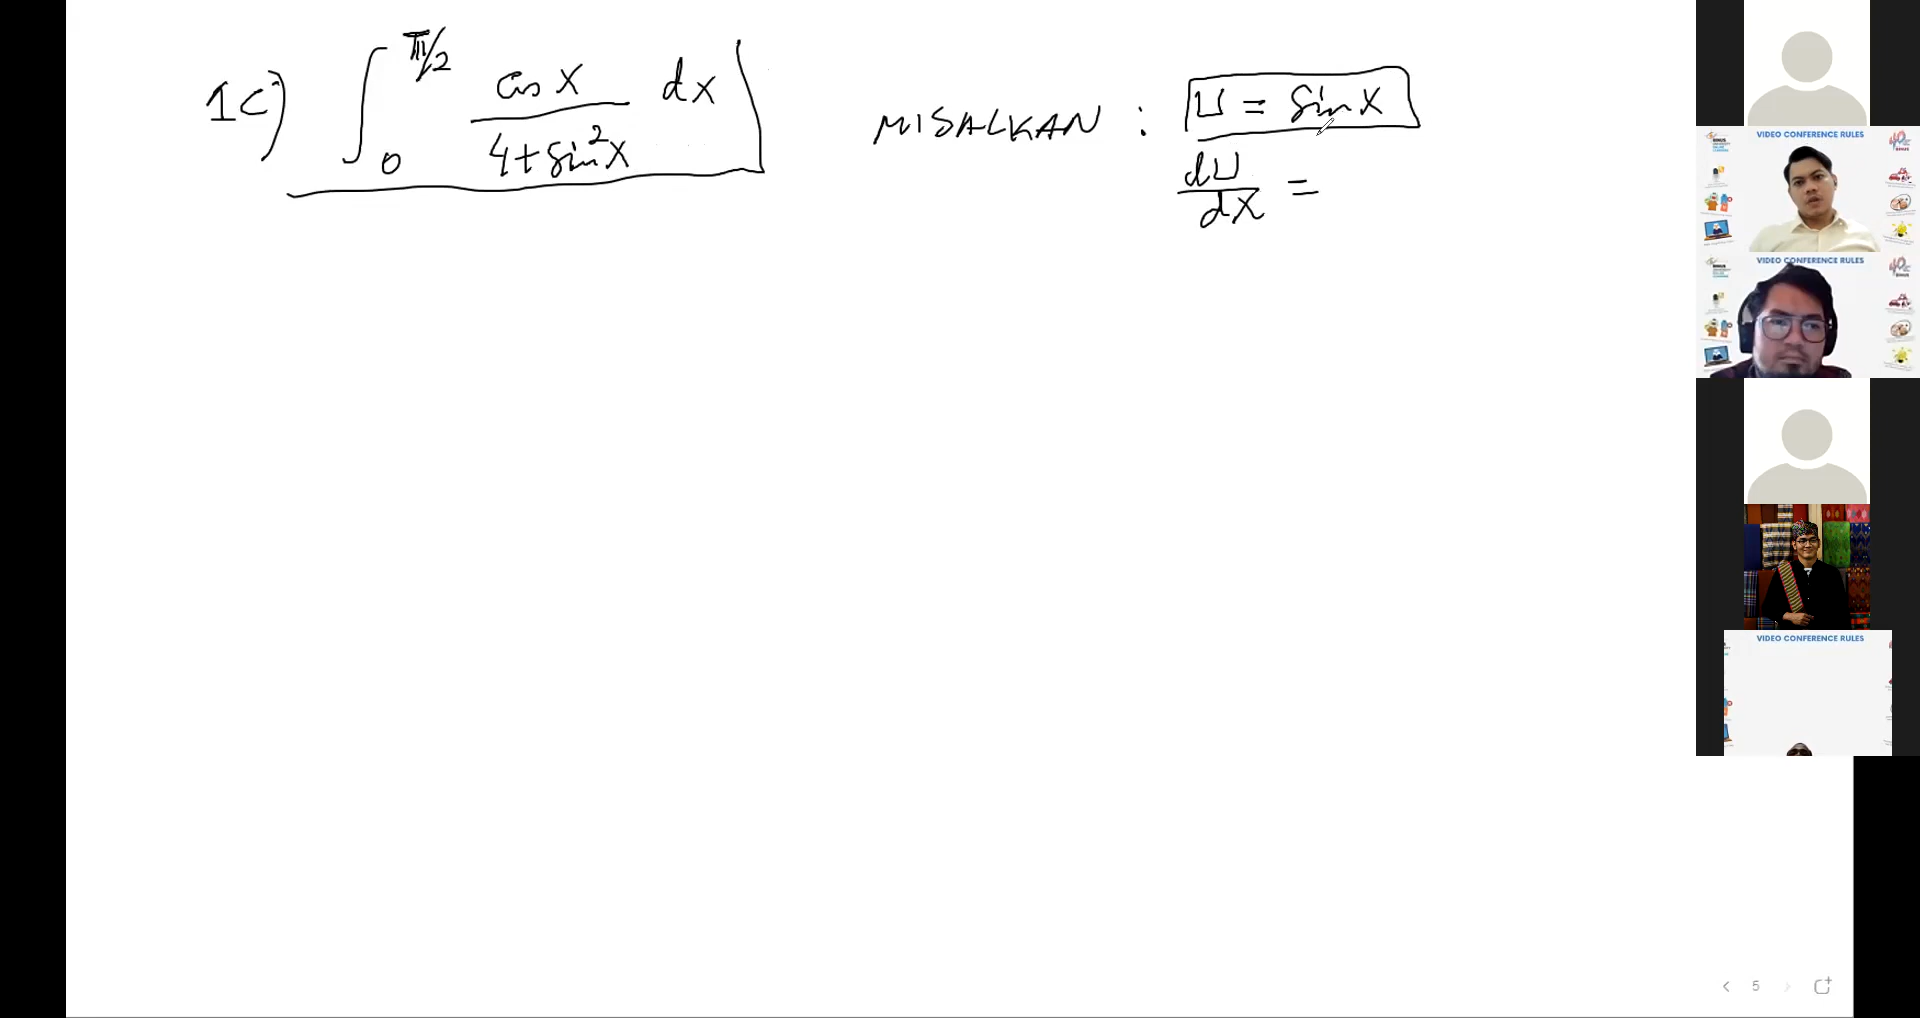 1c) ∫₀^π/2 cos x / 4 + sin² x dx
MISALKAN : U = sin x
dU/dx =
VIDEO CONFERENCE RULES
VIDEO CONFERENCE RULES
VIDEO CONFERENCE RULES
5